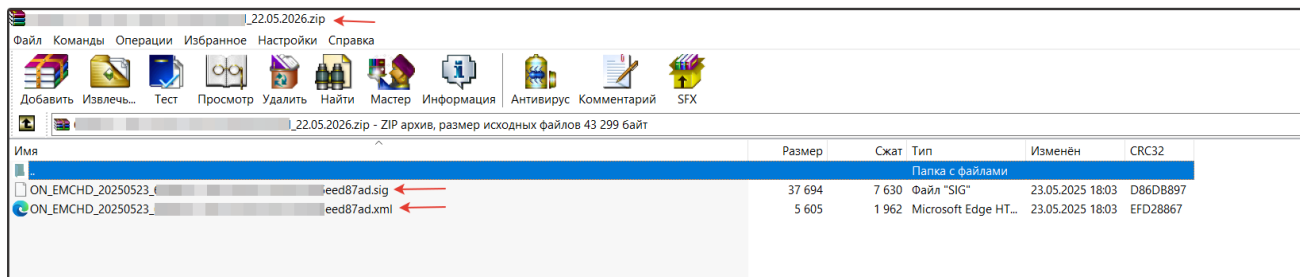 l_22.05.2026.zip
Файл Команды Операции Избранное Настройки Справка
Добавить Извлечь... Тест Просмотр Удалить Найти Мастер Информация Антивирус Комментарий SFX
l_22.05.2026.zip - ZIP архив, размер исходных файлов 43 299 байт
Имя Размер Сжат Тип Изменён CRC32
.. Папка с файлами
ON_EMCHD_20250523_ eed87ad.sig 37 694 7 630 Файл "SIG" 23.05.2025 18:03 D86DB897
ON_EMCHD_20250523_ eed87ad.xml 5 605 1 962 Microsoft Edge HT... 23.05.2025 18:03 EFD28867